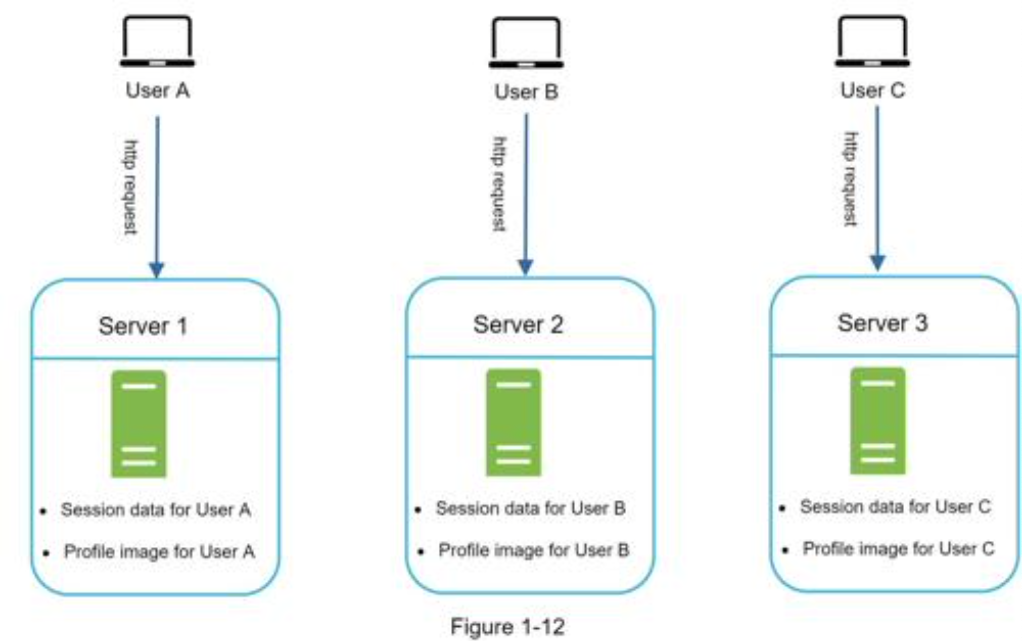 User A
User B
User C
http request
http request
http request
Server 1
Server 2
Server 3
• Session data for User A
• Profile image for User A
• Session data for User B
• Profile image for User B
• Session data for User C
• Profile image for User C
Figure 1-12